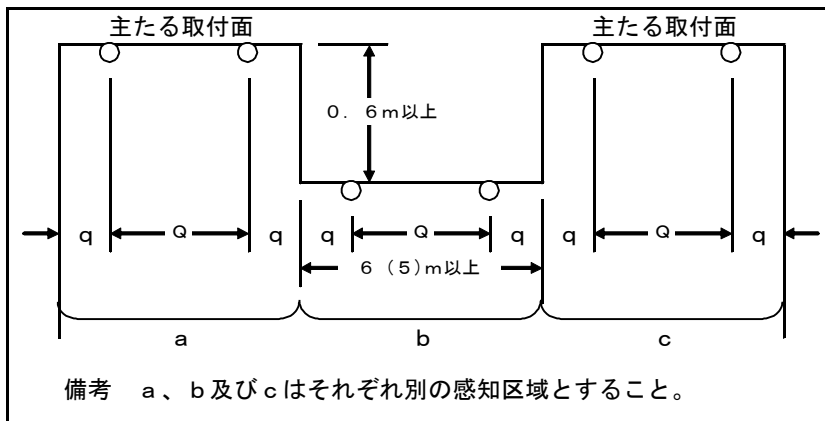 主たる取付面 主たる取付面
0.6m以上
q Q q q Q q q Q q
6(5)m以上
a b c
備考 a、b及びcはそれぞれ別の感知区域とすること。